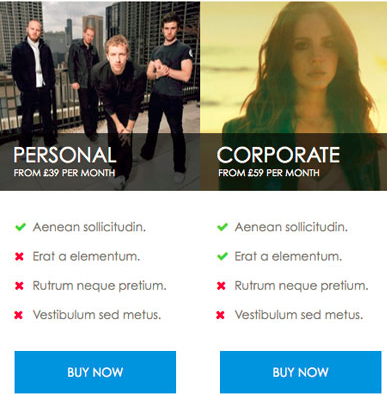 PERSONAL
FROM £39 PER MONTH
Aenean sollicitudin.
Erat a elementum.
Rutrum neque pretium.
Vestibulum sed metus.
BUY NOW
CORPORATE
FROM £59 PER MONTH
Aenean sollicitudin.
Erat a elementum.
Rutrum neque pretium.
Vestibulum sed metus.
BUY NOW